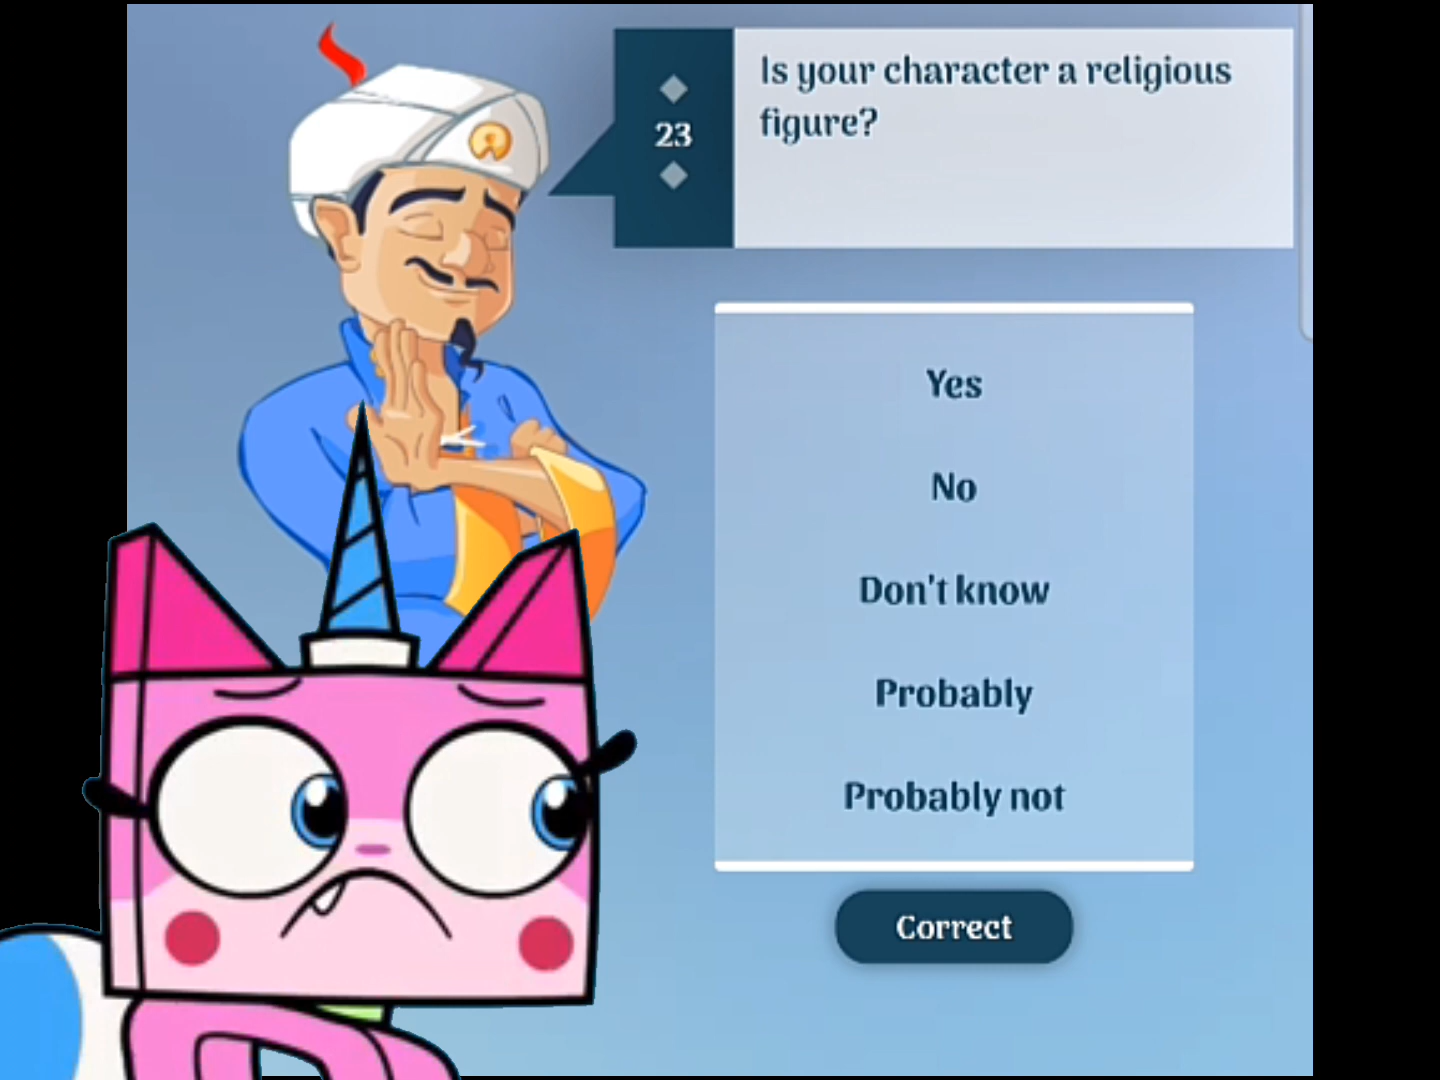 Is your character a religious
figure?
23
Yes
No
Don't know
Probably
Probably not
Correct